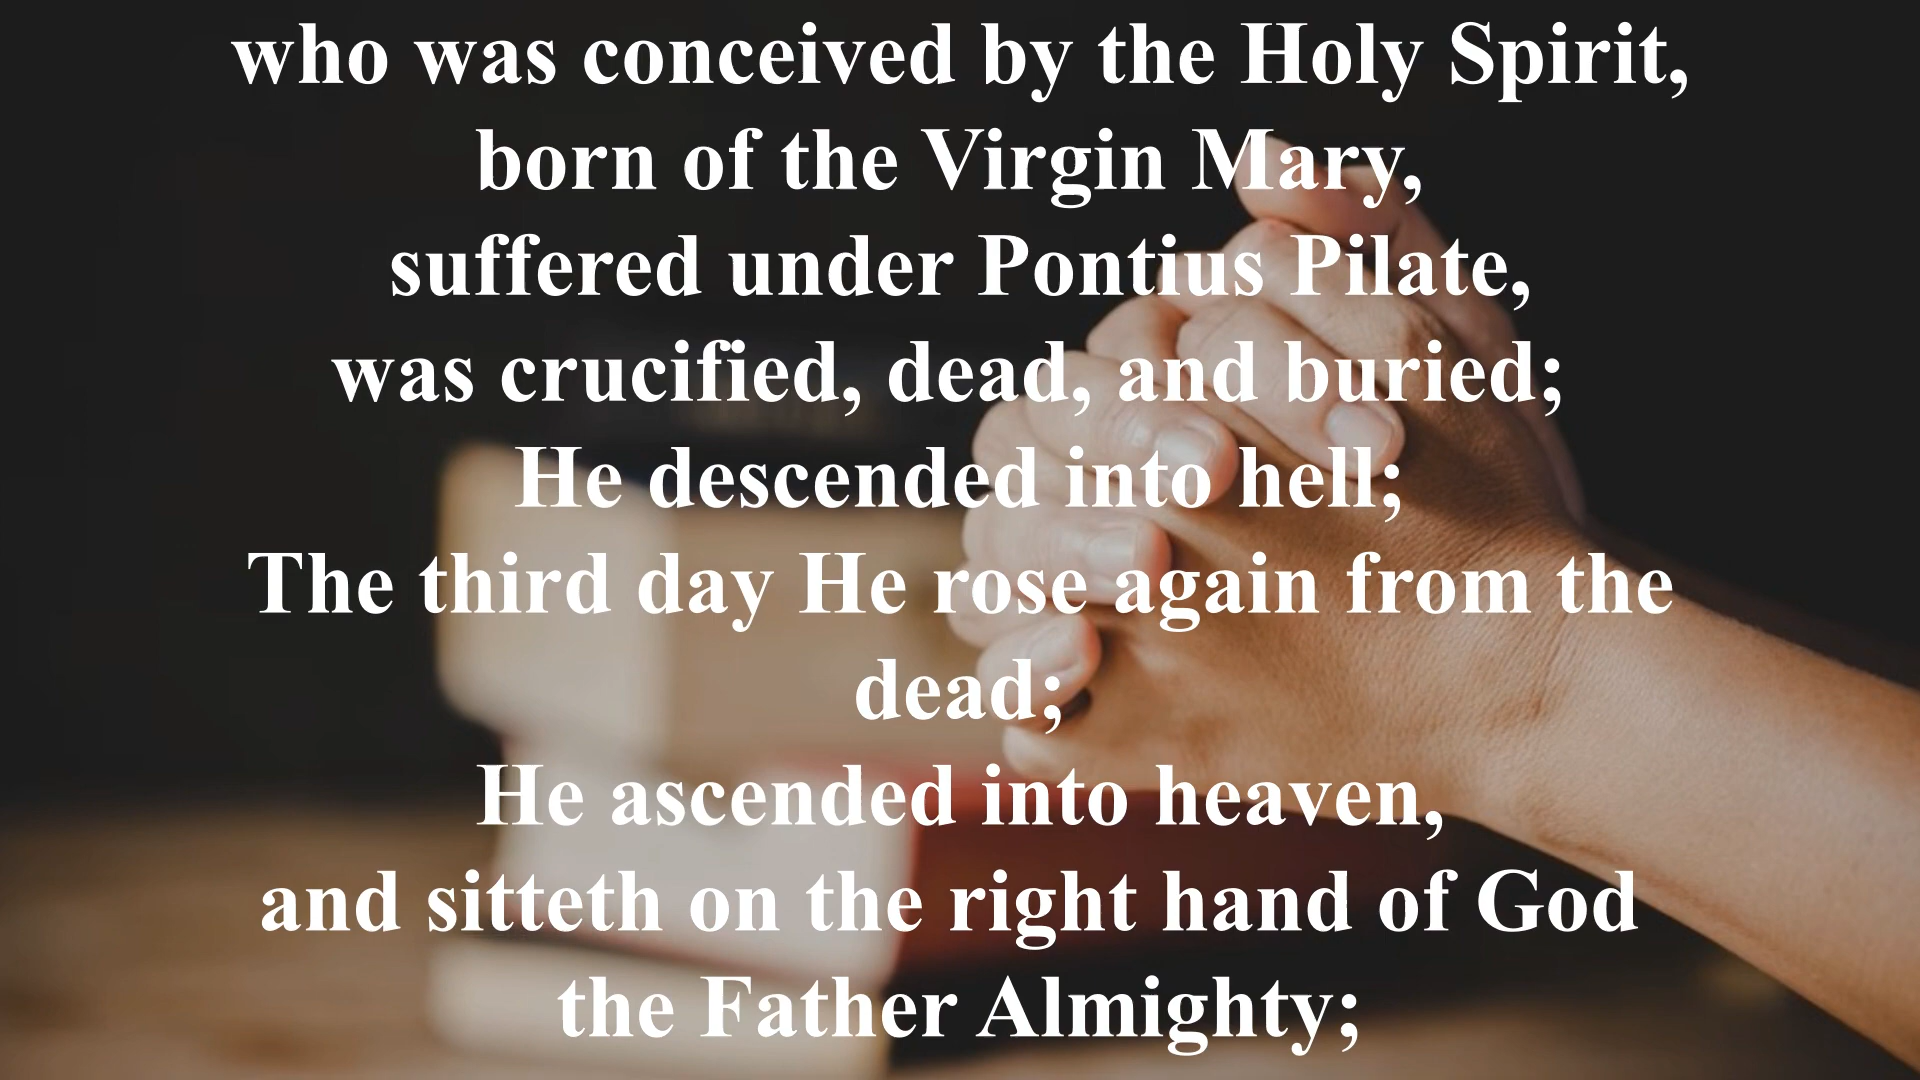 who was conceived by the Holy Spirit,
born of the Virgin Mary,
suffered under Pontius Pilate,
was crucified, dead, and buried;
He descended into hell;
The third day He rose again from the
dead;
He ascended into heaven,
and sitteth on the right hand of God
the Father Almighty;